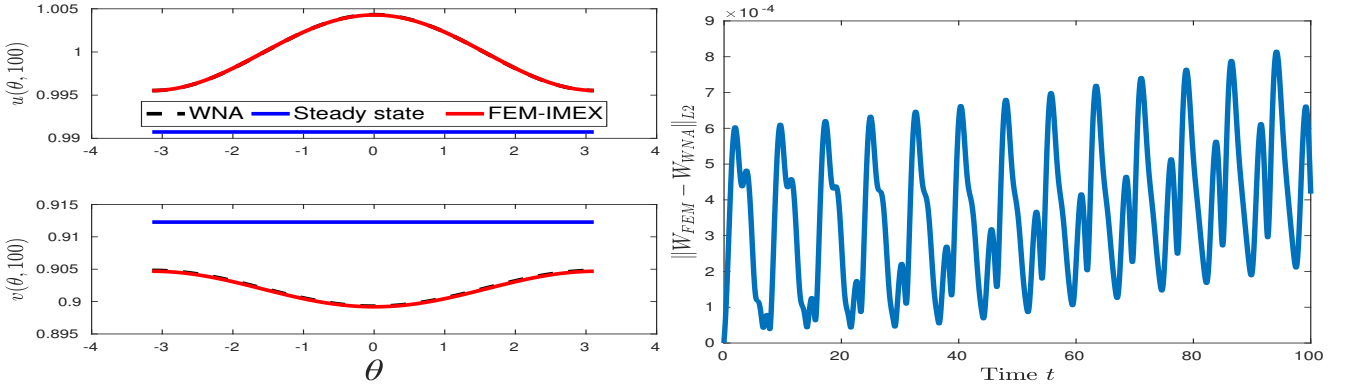 1.005
1
0.995
0.99
u(θ, 100)
WNA
Steady state
FEM-IMEX
-4 -3 -2 -1 0 1 2 3 4
0.915
0.91
0.905
0.9
0.895
v(θ, 100)
-4 -3 -2 -1 0 1 2 3 4
θ
×10⁻⁴
9
8
7
6
5
4
3
2
1
0
||W_FEM − W_WNA||_L2
0 20 40 60 80 100
Time t